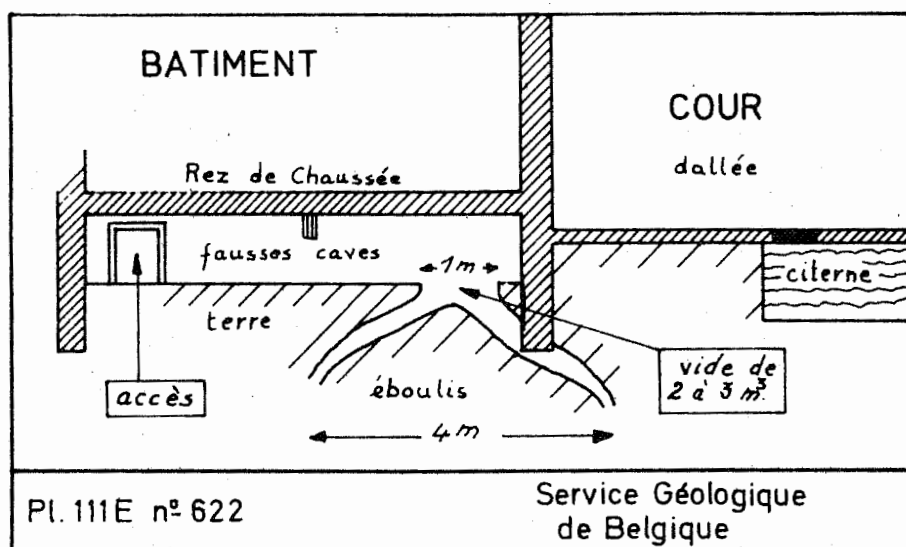 BATIMENT
COUR
dallée
Rez de Chaussée
fausses caves
1m
citerne
terre
vide de
2 à 3 m³.
accès
éboulis
4m
Pl. 111E nº 622
Service Géologique
de Belgique